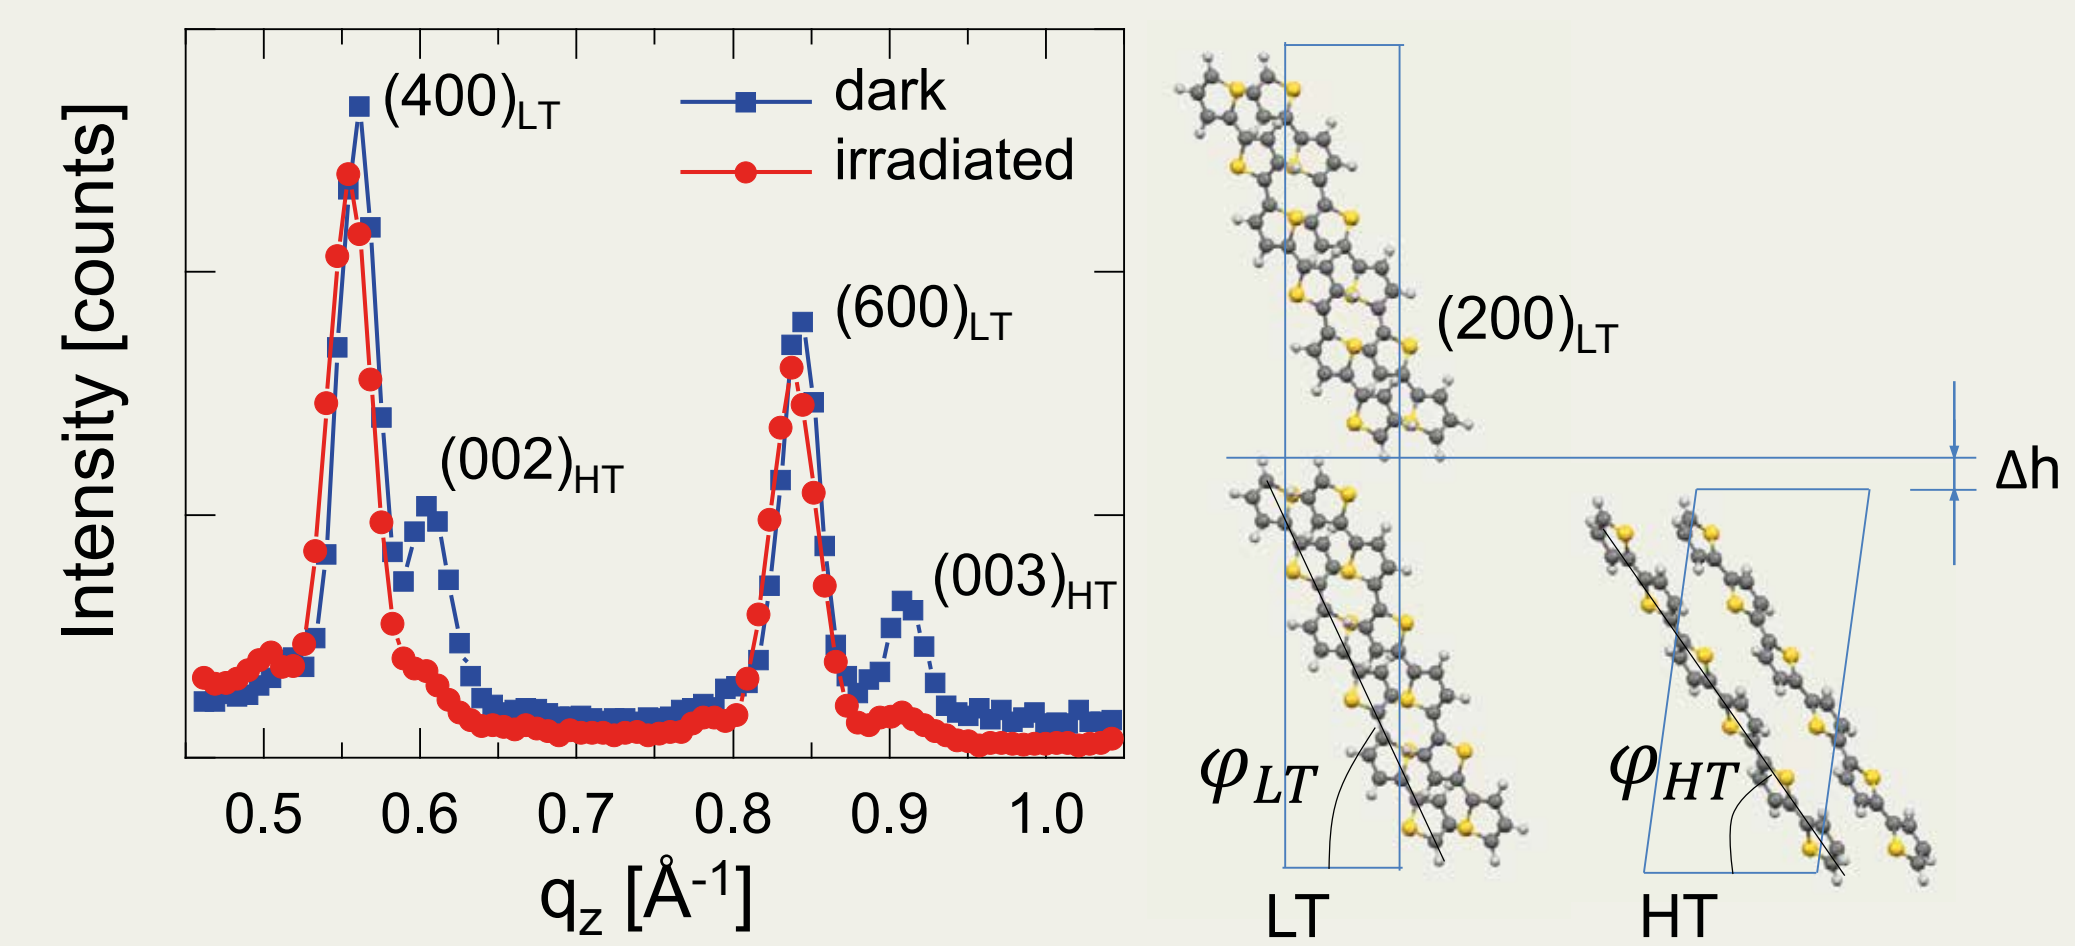 Intensity [counts]
(400)LT
dark
irradiated
(002)HT
(600)LT
(003)HT
0.5 0.6 0.7 0.8 0.9 1.0
qz [Å-1]
(200)LT
Δh
φLT
φHT
LT
HT